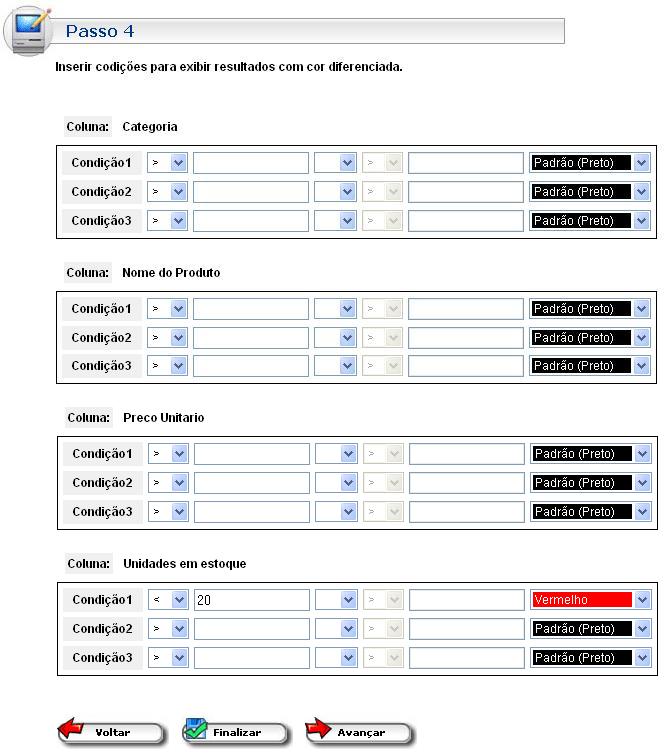 Passo 4
Inserir codições para exibir resultados com cor diferenciada.
Coluna: Categoria
Condição1 > > Padrão (Preto)
Condição2 > > Padrão (Preto)
Condição3 > > Padrão (Preto)
Coluna: Nome do Produto
Condição1 > > Padrão (Preto)
Condição2 > > Padrão (Preto)
Condição3 > > Padrão (Preto)
Coluna: Preco Unitario
Condição1 > > Padrão (Preto)
Condição2 > > Padrão (Preto)
Condição3 > > Padrão (Preto)
Coluna: Unidades em estoque
Condição1 < 20 > Vermelho
Condição2 > > Padrão (Preto)
Condição3 > > Padrão (Preto)
Voltar Finalizar Avançar